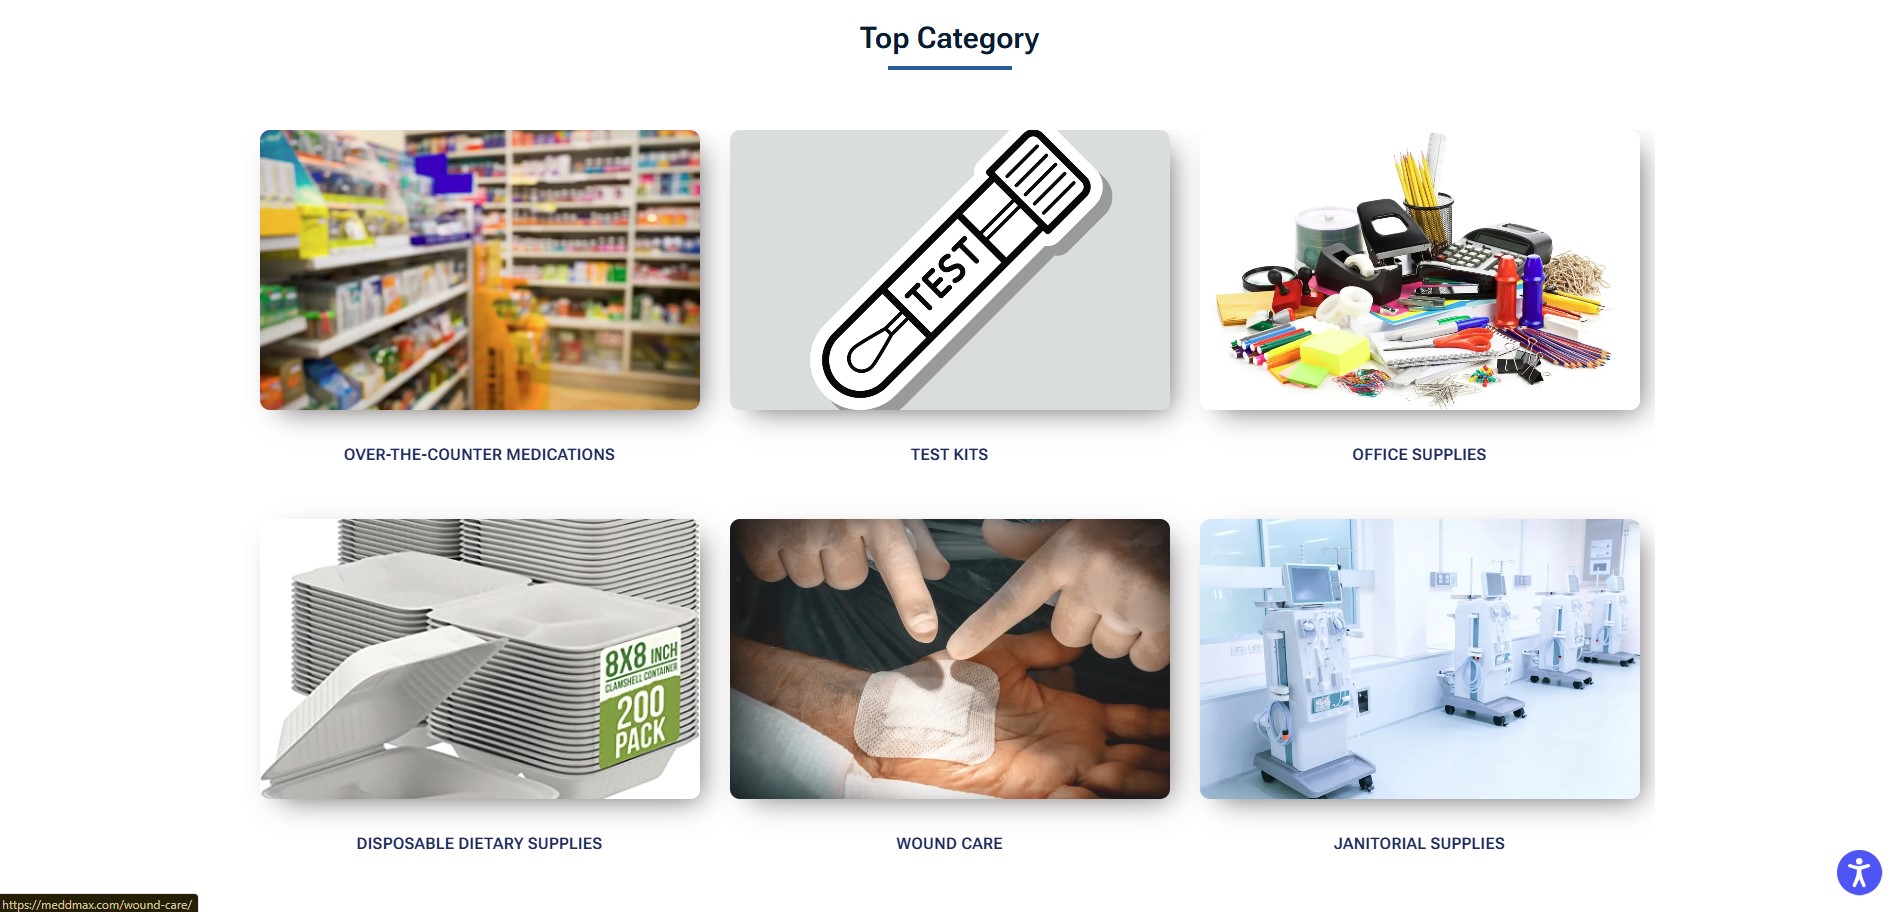 Top Category
TEST
OVER-THE-COUNTER MEDICATIONS
TEST KITS
OFFICE SUPPLIES
8X8 INCH
CLAMSHELL CONTAINER
200
PACK
DISPOSABLE DIETARY SUPPLIES
WOUND CARE
JANITORIAL SUPPLIES
https://meddmax.com/wound-care/